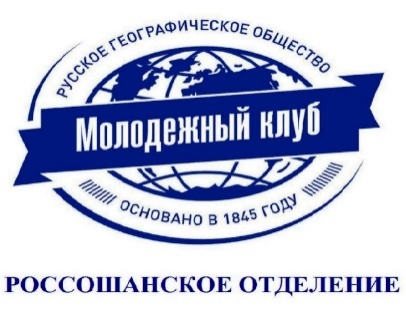 РУССКОЕ ГЕОГРАФИЧЕСКОЕ ОБЩЕСТВО
Молодежный клуб
ОСНОВАНО В 1845 ГОДУ
РОССОШАНСКОЕ ОТДЕЛЕНИЕ